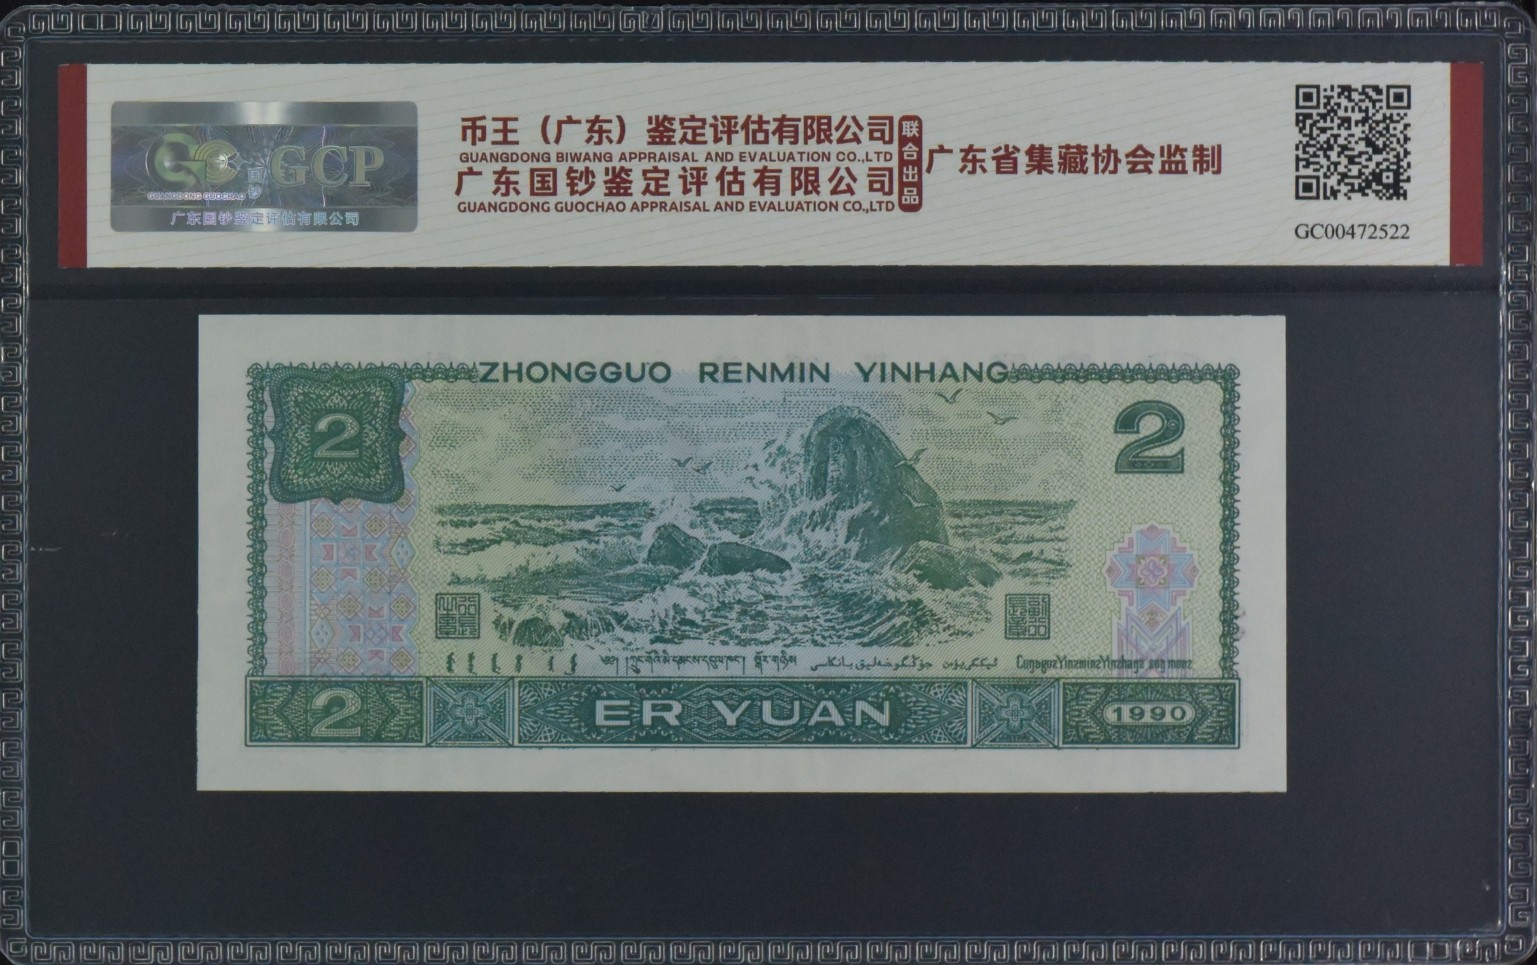 GCP
GUANGDONG GUOCHAO
国钞
广东国钞鉴定评估有限公司
币王（广东）鉴定评估有限公司
GUANGDONG BIWANG APPRAISAL AND EVALUATION CO.,LTD
广东国钞鉴定评估有限公司
GUANGDONG GUOCHAO APPRAISAL AND EVALUATION CO.,LTD
联合出品
广东省集藏协会监制
GC00472522
ZHONGGUO RENMIN YINHANG
2
2
Cunghgoz Yinzminz Yinzhangz
2
ER YUAN
1990